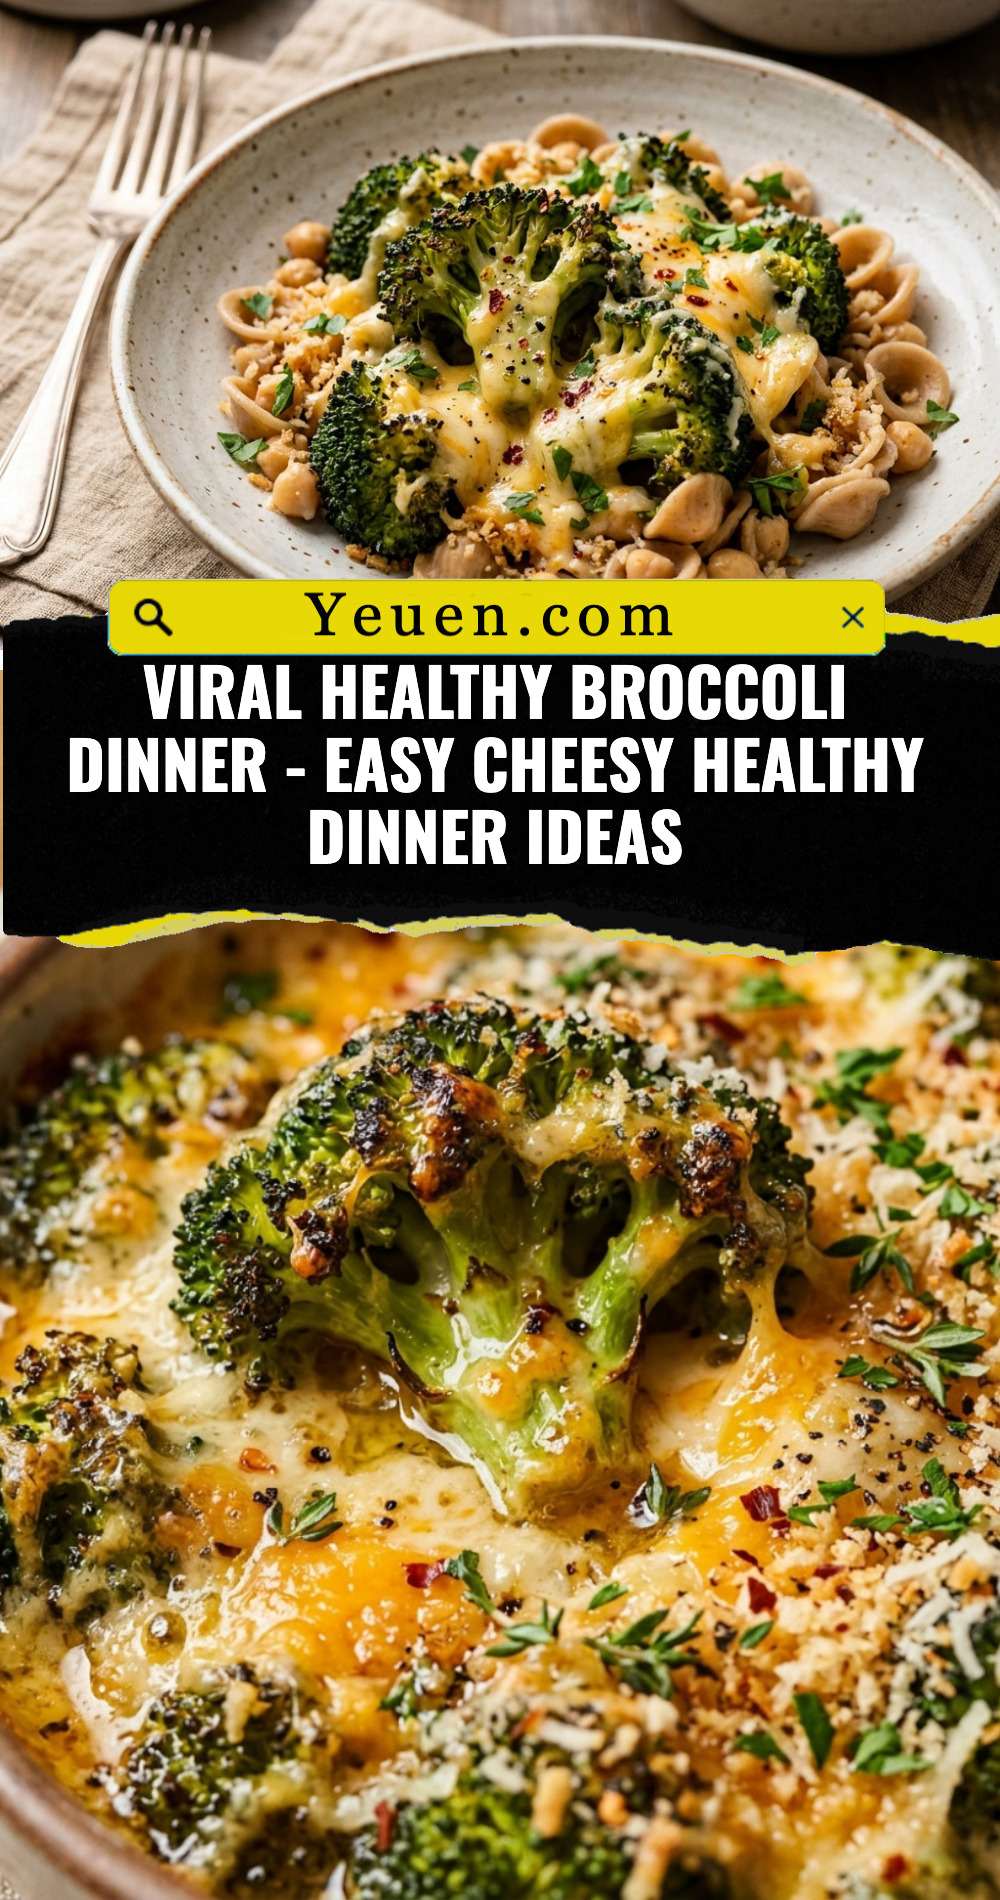 Yeuen.com
VIRAL HEALTHY BROCCOLI
DINNER - EASY CHEESY HEALTHY
DINNER IDEAS